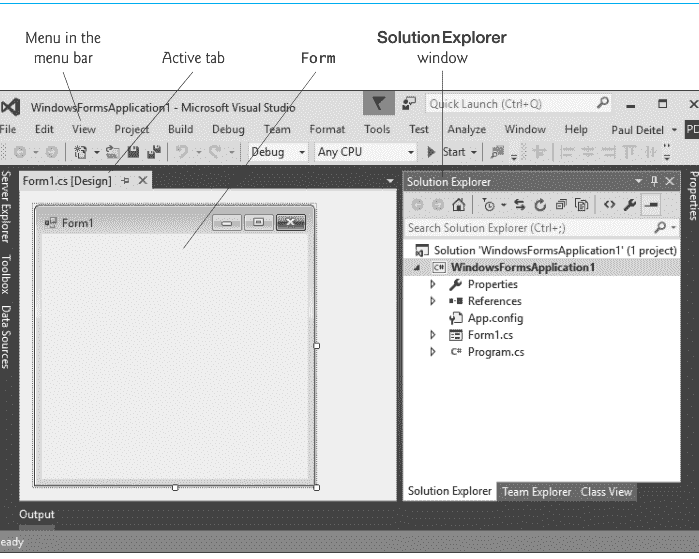 Menu in the
menu bar
Active tab
Form
Solution Explorer
window
WindowsFormsApplication1 - Microsoft Visual Studio
Quick Launch (Ctrl+Q)
File Edit View Project Build Debug Team Format Tools Test Analyze Window Help Paul Deitel PD
Debug Any CPU Start
Server Explorer
Toolbox
Data Sources
Form1.cs [Design]
Form1
Solution Explorer
Search Solution Explorer (Ctrl+;)
Solution 'WindowsFormsApplication1' (1 project)
C# WindowsFormsApplication1
Properties
References
App.config
Form1.cs
C# Program.cs
Solution Explorer Team Explorer Class View
Properties
Output
eady